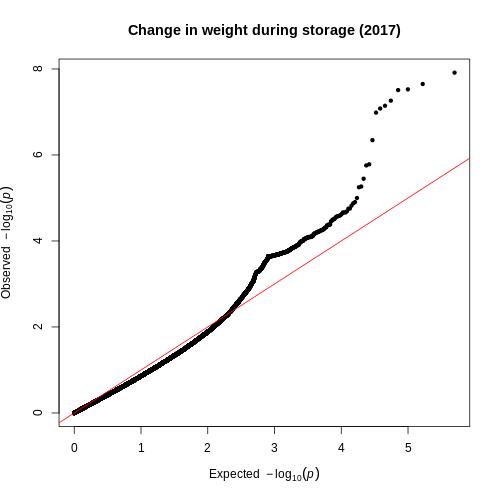 Change in weight during storage (2017)
Observed −log₁₀(p)
8
6
4
2
0
0 1 2 3 4 5
Expected −log₁₀(p)